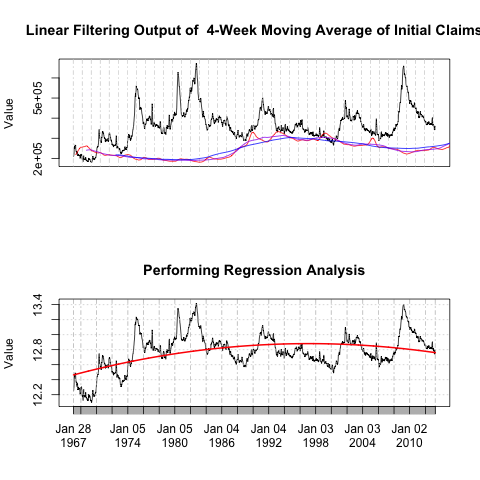 Linear Filtering Output of 4-Week Moving Average of Initial Claims
Value
5e+05
2e+05
Performing Regression Analysis
Value
13.4
12.8
12.2
Jan 28 Jan 05 Jan 05 Jan 04 Jan 04 Jan 03 Jan 03 Jan 02
1967 1974 1980 1986 1992 1998 2004 2010